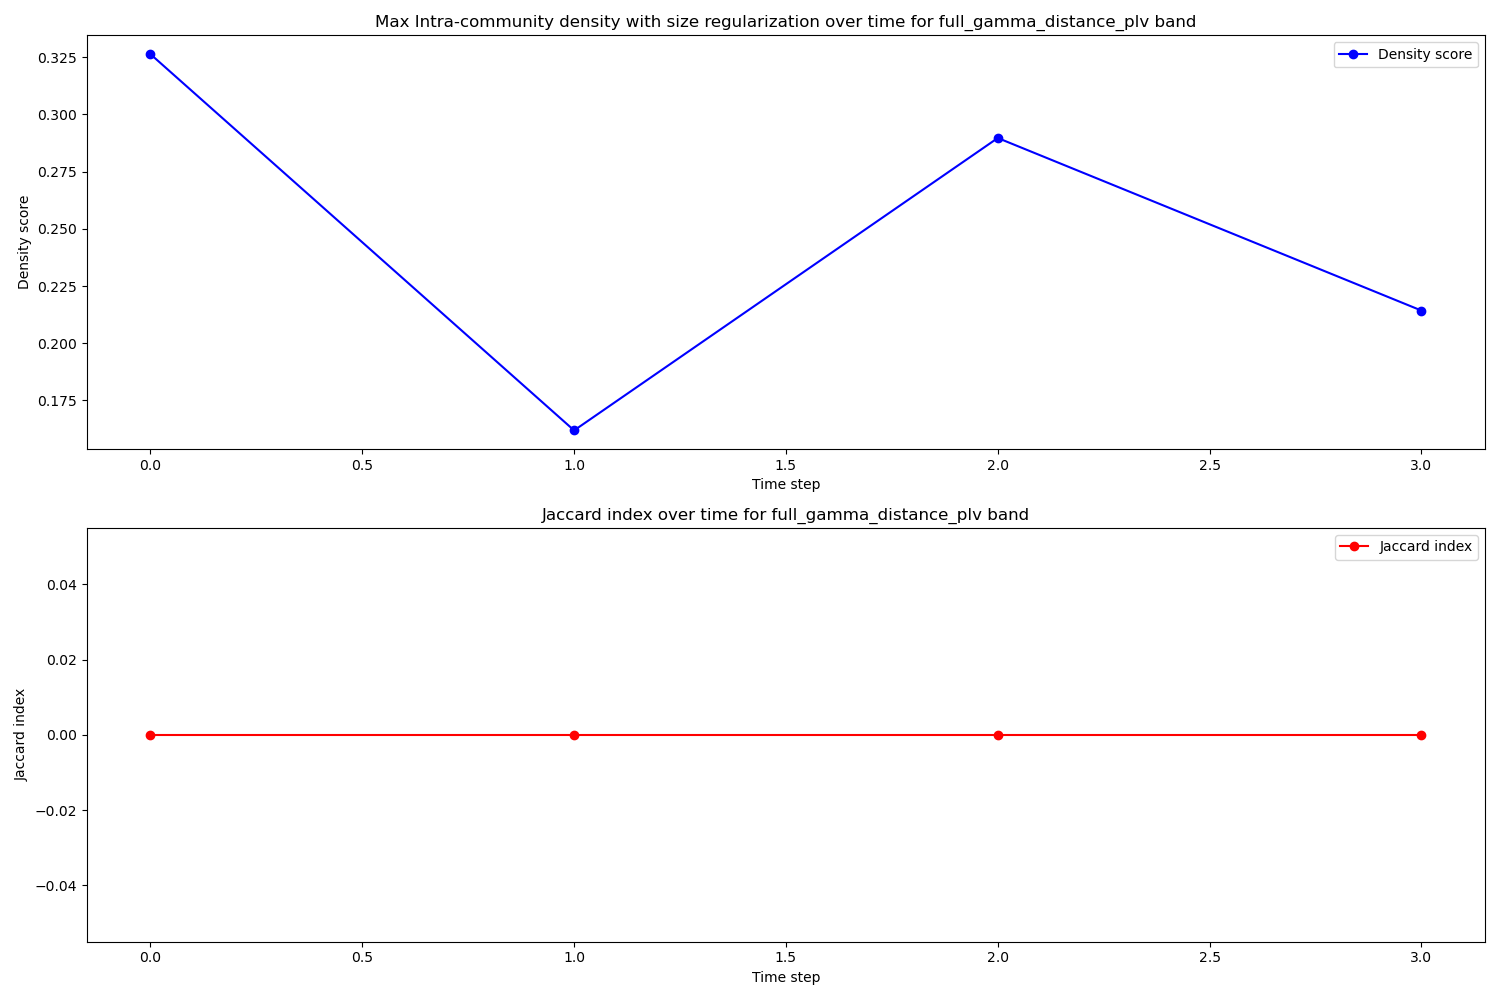 Max Intra-community density with size regularization over time for full_gamma_distance_plv band
Density score
0.325
0.300
0.275
0.250
0.225
0.200
0.175
Density score
0.0 0.5 1.0 1.5 2.0 2.5 3.0
Time step
Jaccard index over time for full_gamma_distance_plv band
Jaccard index
0.04
0.02
0.00
−0.02
−0.04
Jaccard index
0.0 0.5 1.0 1.5 2.0 2.5 3.0
Time step